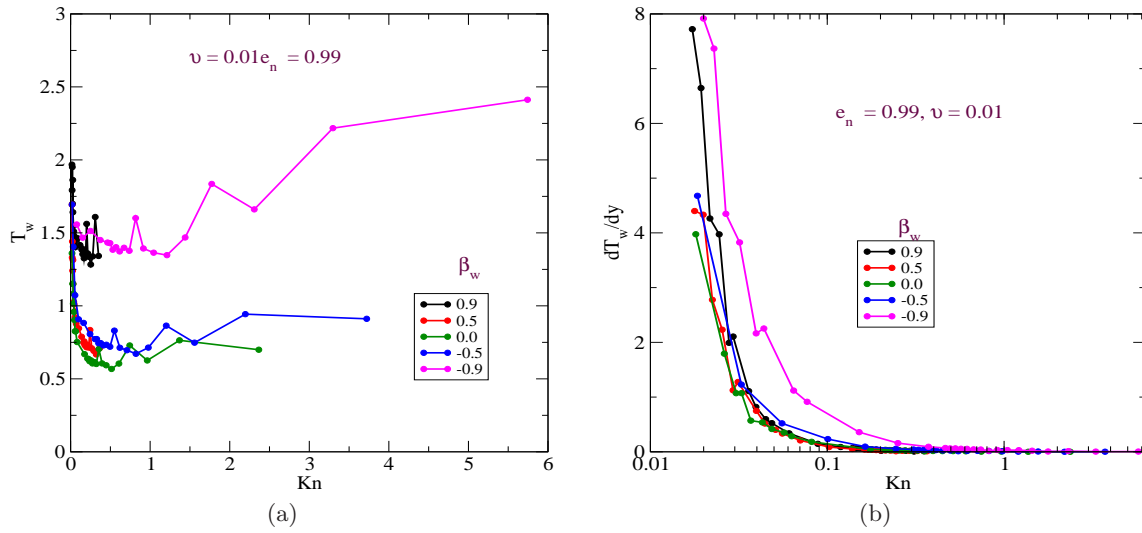 υ = 0.01e_n = 0.99
T_w
3
2.5
2
1.5
1
0.5
0
0 1 2 3 4 5 6
Kn
β_w
0.9
0.5
0.0
-0.5
-0.9
(a)
e_n = 0.99, υ = 0.01
dT_w/dy
8
6
4
2
0
0.01 0.1 1
Kn
β_w
0.9
0.5
0.0
-0.5
-0.9
(b)